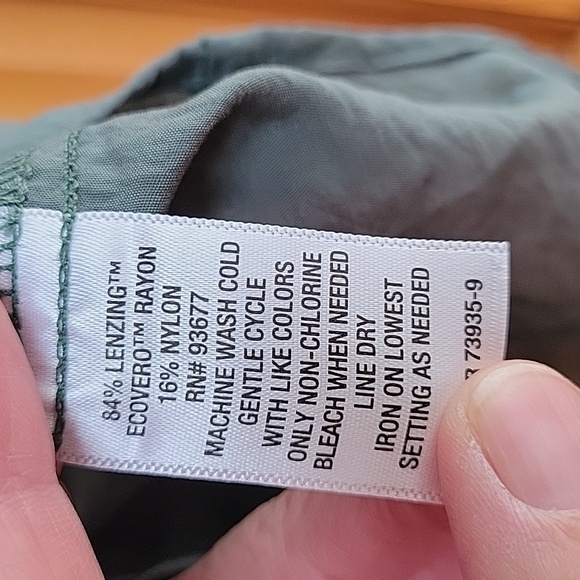 84% LENZING™
ECOVERO™ RAYON
16% NYLON
RN# 93677
MACHINE WASH COLD
GENTLE CYCLE
WITH LIKE COLORS
ONLY NON-CHLORINE
BLEACH WHEN NEEDED
LINE DRY
IRON ON LOWEST
SETTING AS NEEDED
73935-9